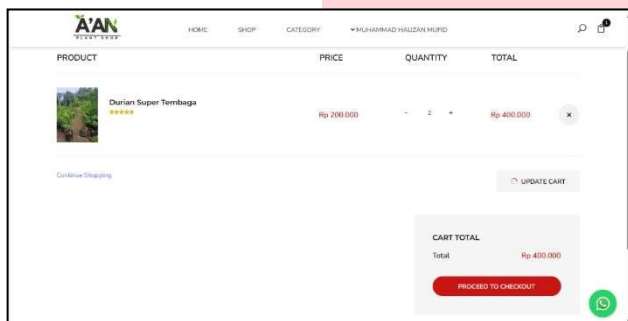 A'AN
PLANT SHOP
HOME SHOP CATEGORY MUHAMMAD HAUZAN MUFID 1
PRODUCT PRICE QUANTITY TOTAL
Durian Super Tembaga
Rp 200.000 - 2 + Rp 400.000 ×
Continue Shopping
UPDATE CART
CART TOTAL
Total Rp 400.000
PROCEED TO CHECKOUT